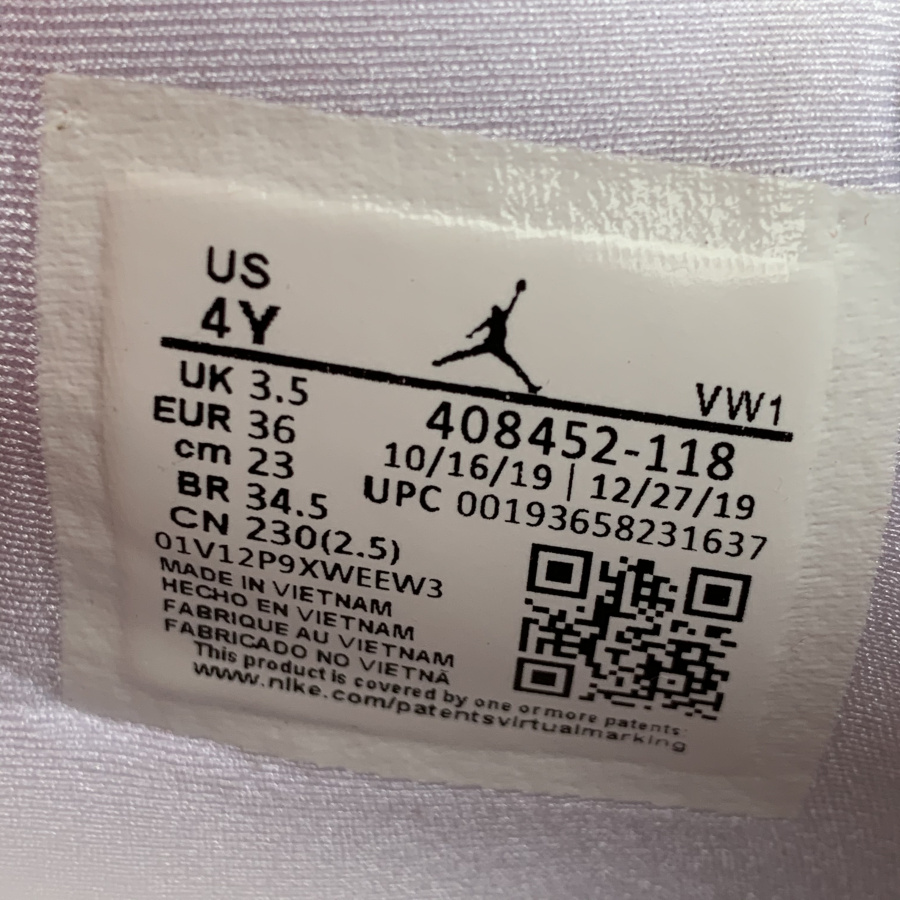 US
4Y
VW1
UK 3.5
EUR 36
cm 23
BR 34.5
CN 230(2.5)
408452-118
10/16/19 | 12/27/19
UPC 00193658231637
01V12P9XWEEW3
MADE IN VIETNAM
HECHO EN VIETNAM
FABRIQUE AU VIETNAM
FABRICADO NO VIETNÃ
This product is covered by one or more patents:
www.nike.com/patentsvirtualmarking